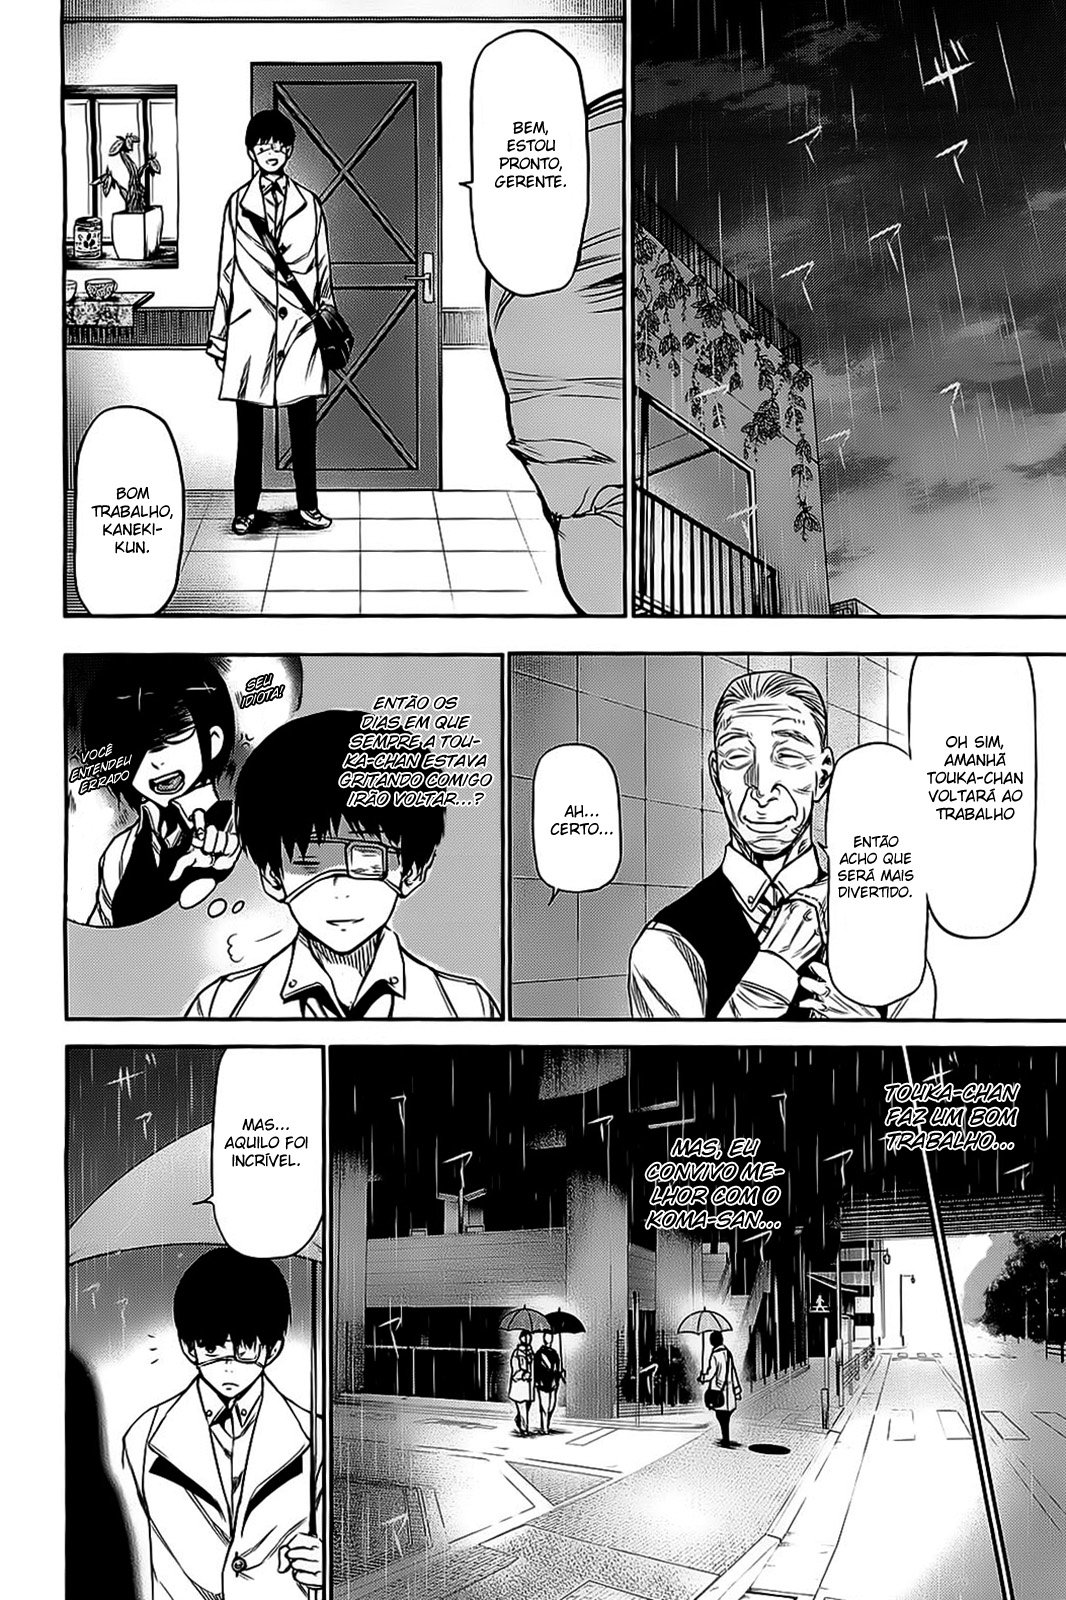 BEM,
ESTOU
PRONTO,
GERENTE.
BOM
TRABALHO,
KANEKI-
KUN.
OH SIM,
AMANHÃ
TOUKA-CHAN
VOLTARÁ AO
TRABALHO
ENTÃO
ACHO QUE
SERÁ MAIS
DIVERTIDO.
AH...
CERTO...
ENTÃO OS
DIAS EM QUE
SEMPRE A TOU-
KA-CHAN ESTAVA
GRITANDO COMIGO
IRÃO VOLTAR...?
SEU
IDIOTA!
VOCÊ
ENTENDEU
ERRADO
TOUKA-CHAN
FAZ UM BOM
TRABALHO...
MAS, EU
CONVIVO ME-
LHOR COM O
KOMA-SAN...
MAS...
AQUILO FOI
INCRÍVEL.